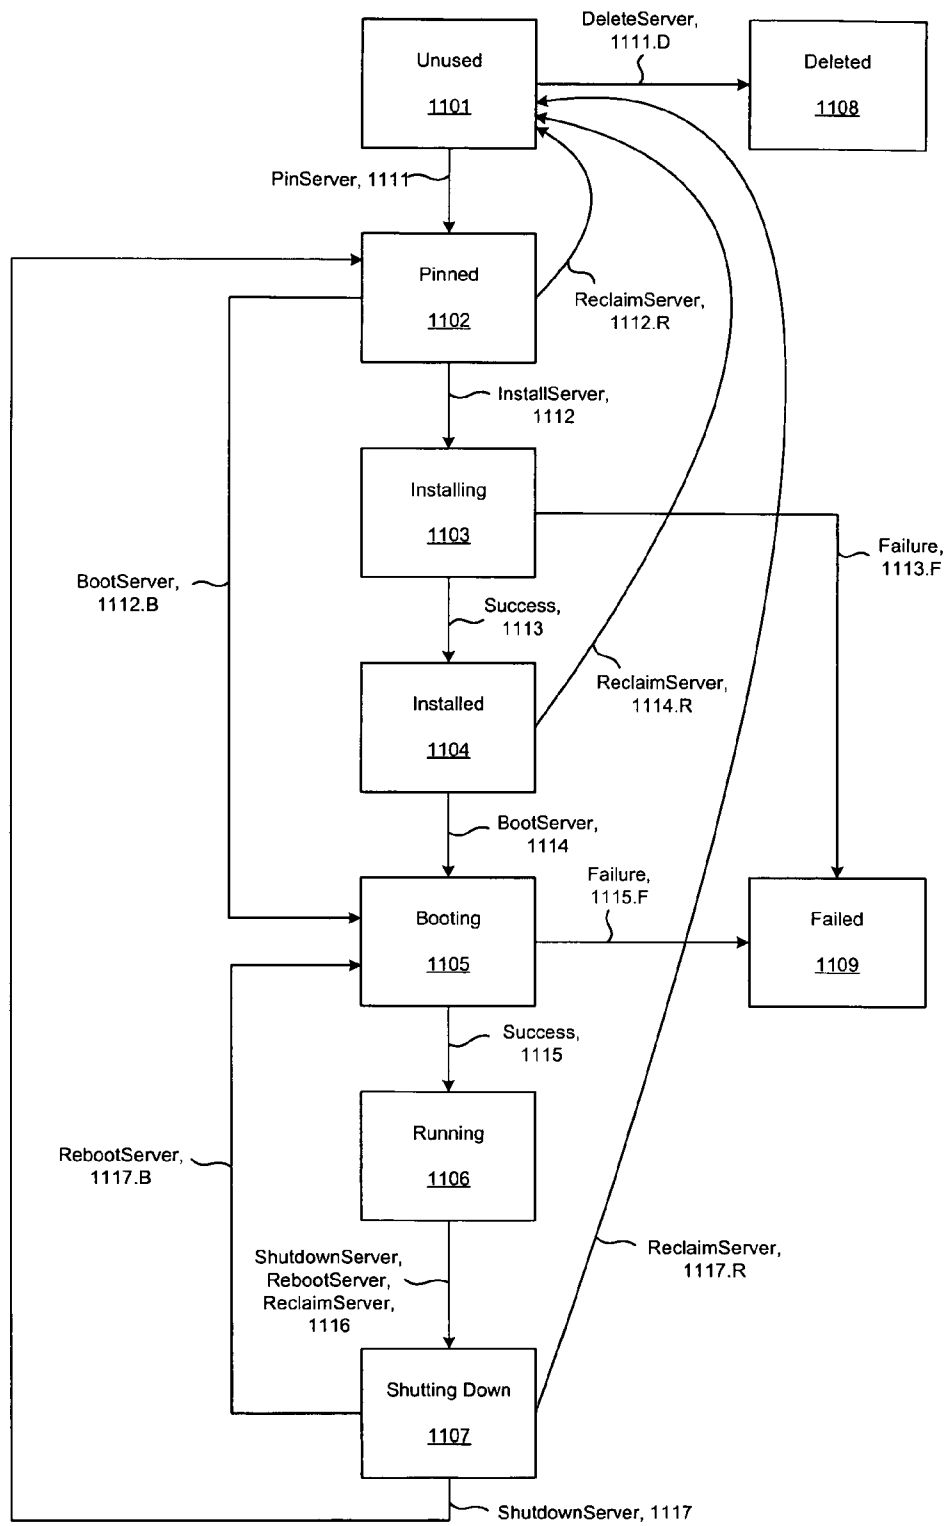 DeleteServer,
1111.D
Unused
1101
Deleted
1108
PinServer, 1111
Pinned
1102
ReclaimServer,
1112.R
InstallServer,
1112
Installing
1103
Failure,
1113.F
BootServer,
1112.B
Success,
1113
ReclaimServer,
1114.R
Installed
1104
BootServer,
1114
Failure,
1115.F
Booting
1105
Failed
1109
Success,
1115
Running
1106
RebootServer,
1117.B
ShutdownServer,
RebootServer,
ReclaimServer,
1116
ReclaimServer,
1117.R
Shutting Down
1107
ShutdownServer, 1117